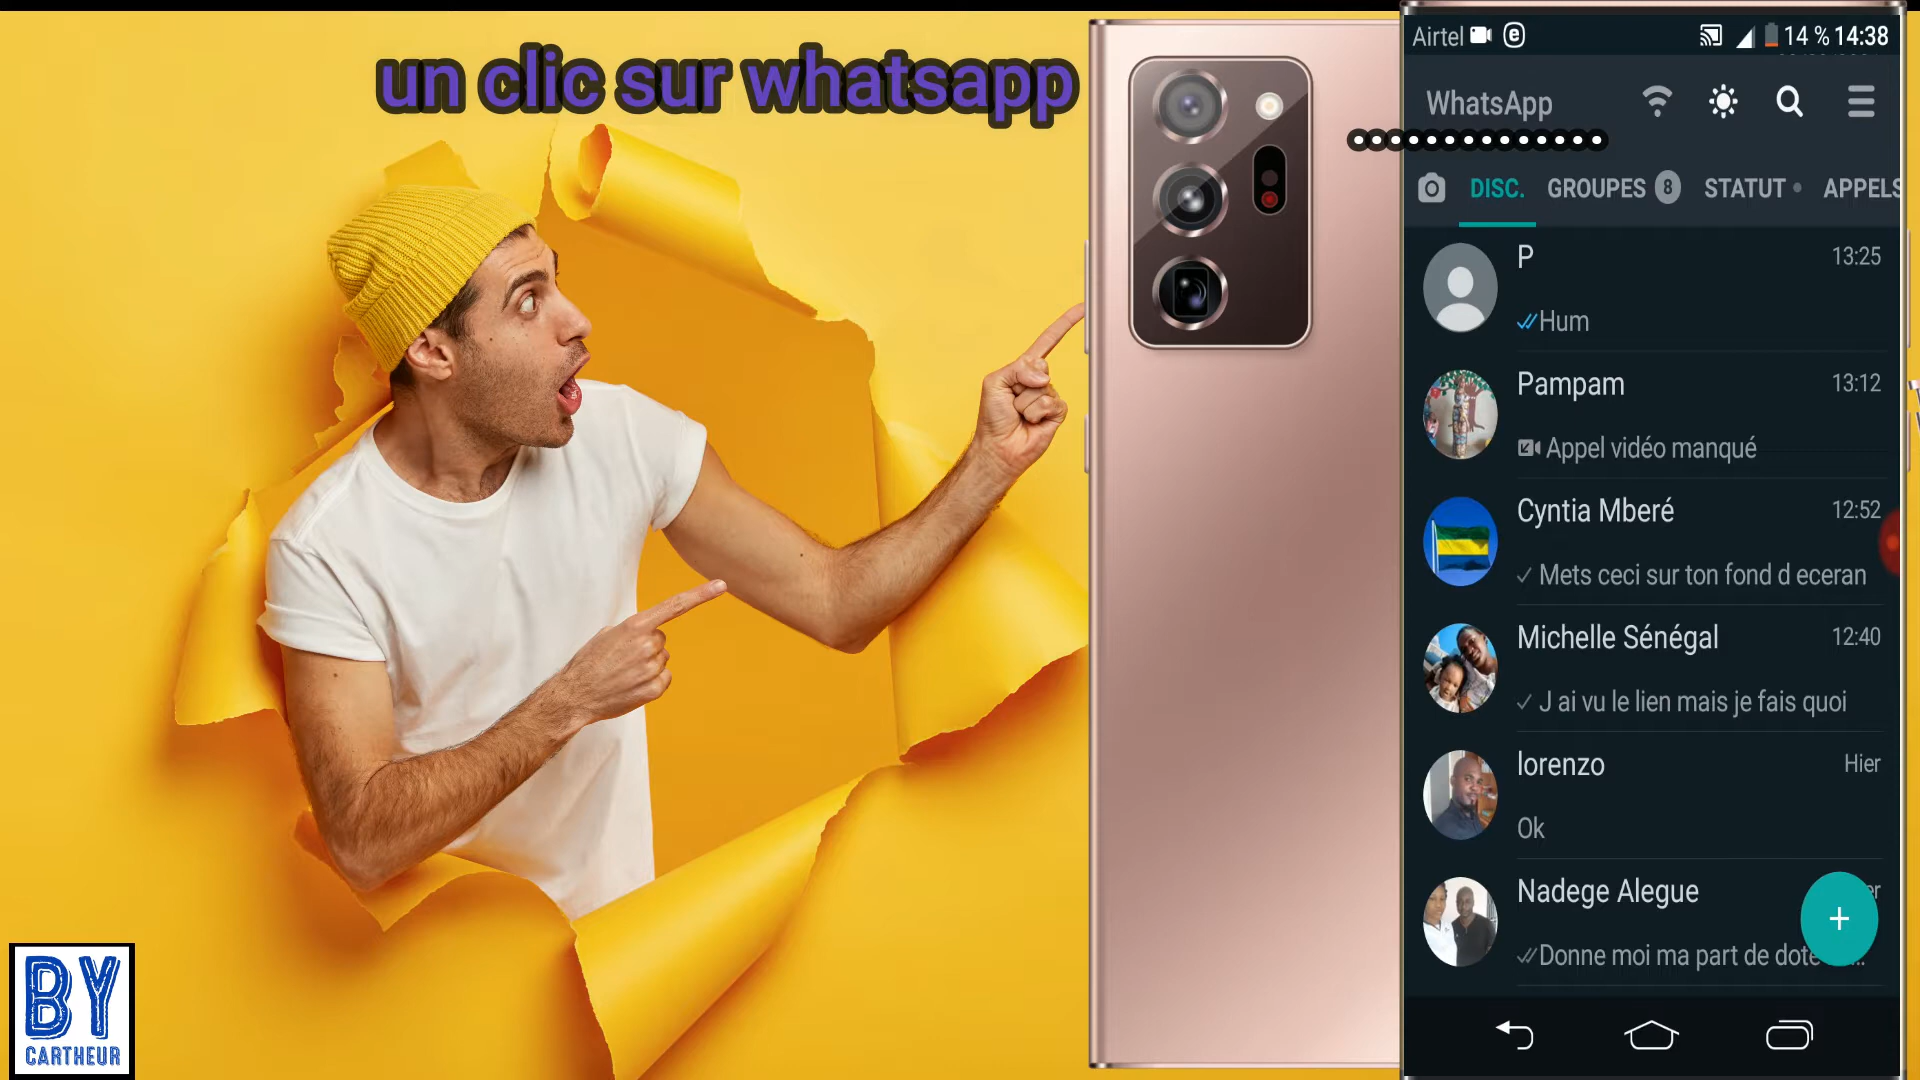 un clic sur whatsapp
Airtel 14 % 14:38
WhatsApp
DISC. GROUPES 8 STATUT APPELS
P 13:25
Hum
Pampam 13:12
Appel vidéo manqué
Cyntia Mberé 12:52
Mets ceci sur ton fond d eceran
Michelle Sénégal 12:40
J ai vu le lien mais je fais quoi
lorenzo Hier
Ok
Nadege Alegue
Donne moi ma part de dote
BY
CARTHEUR